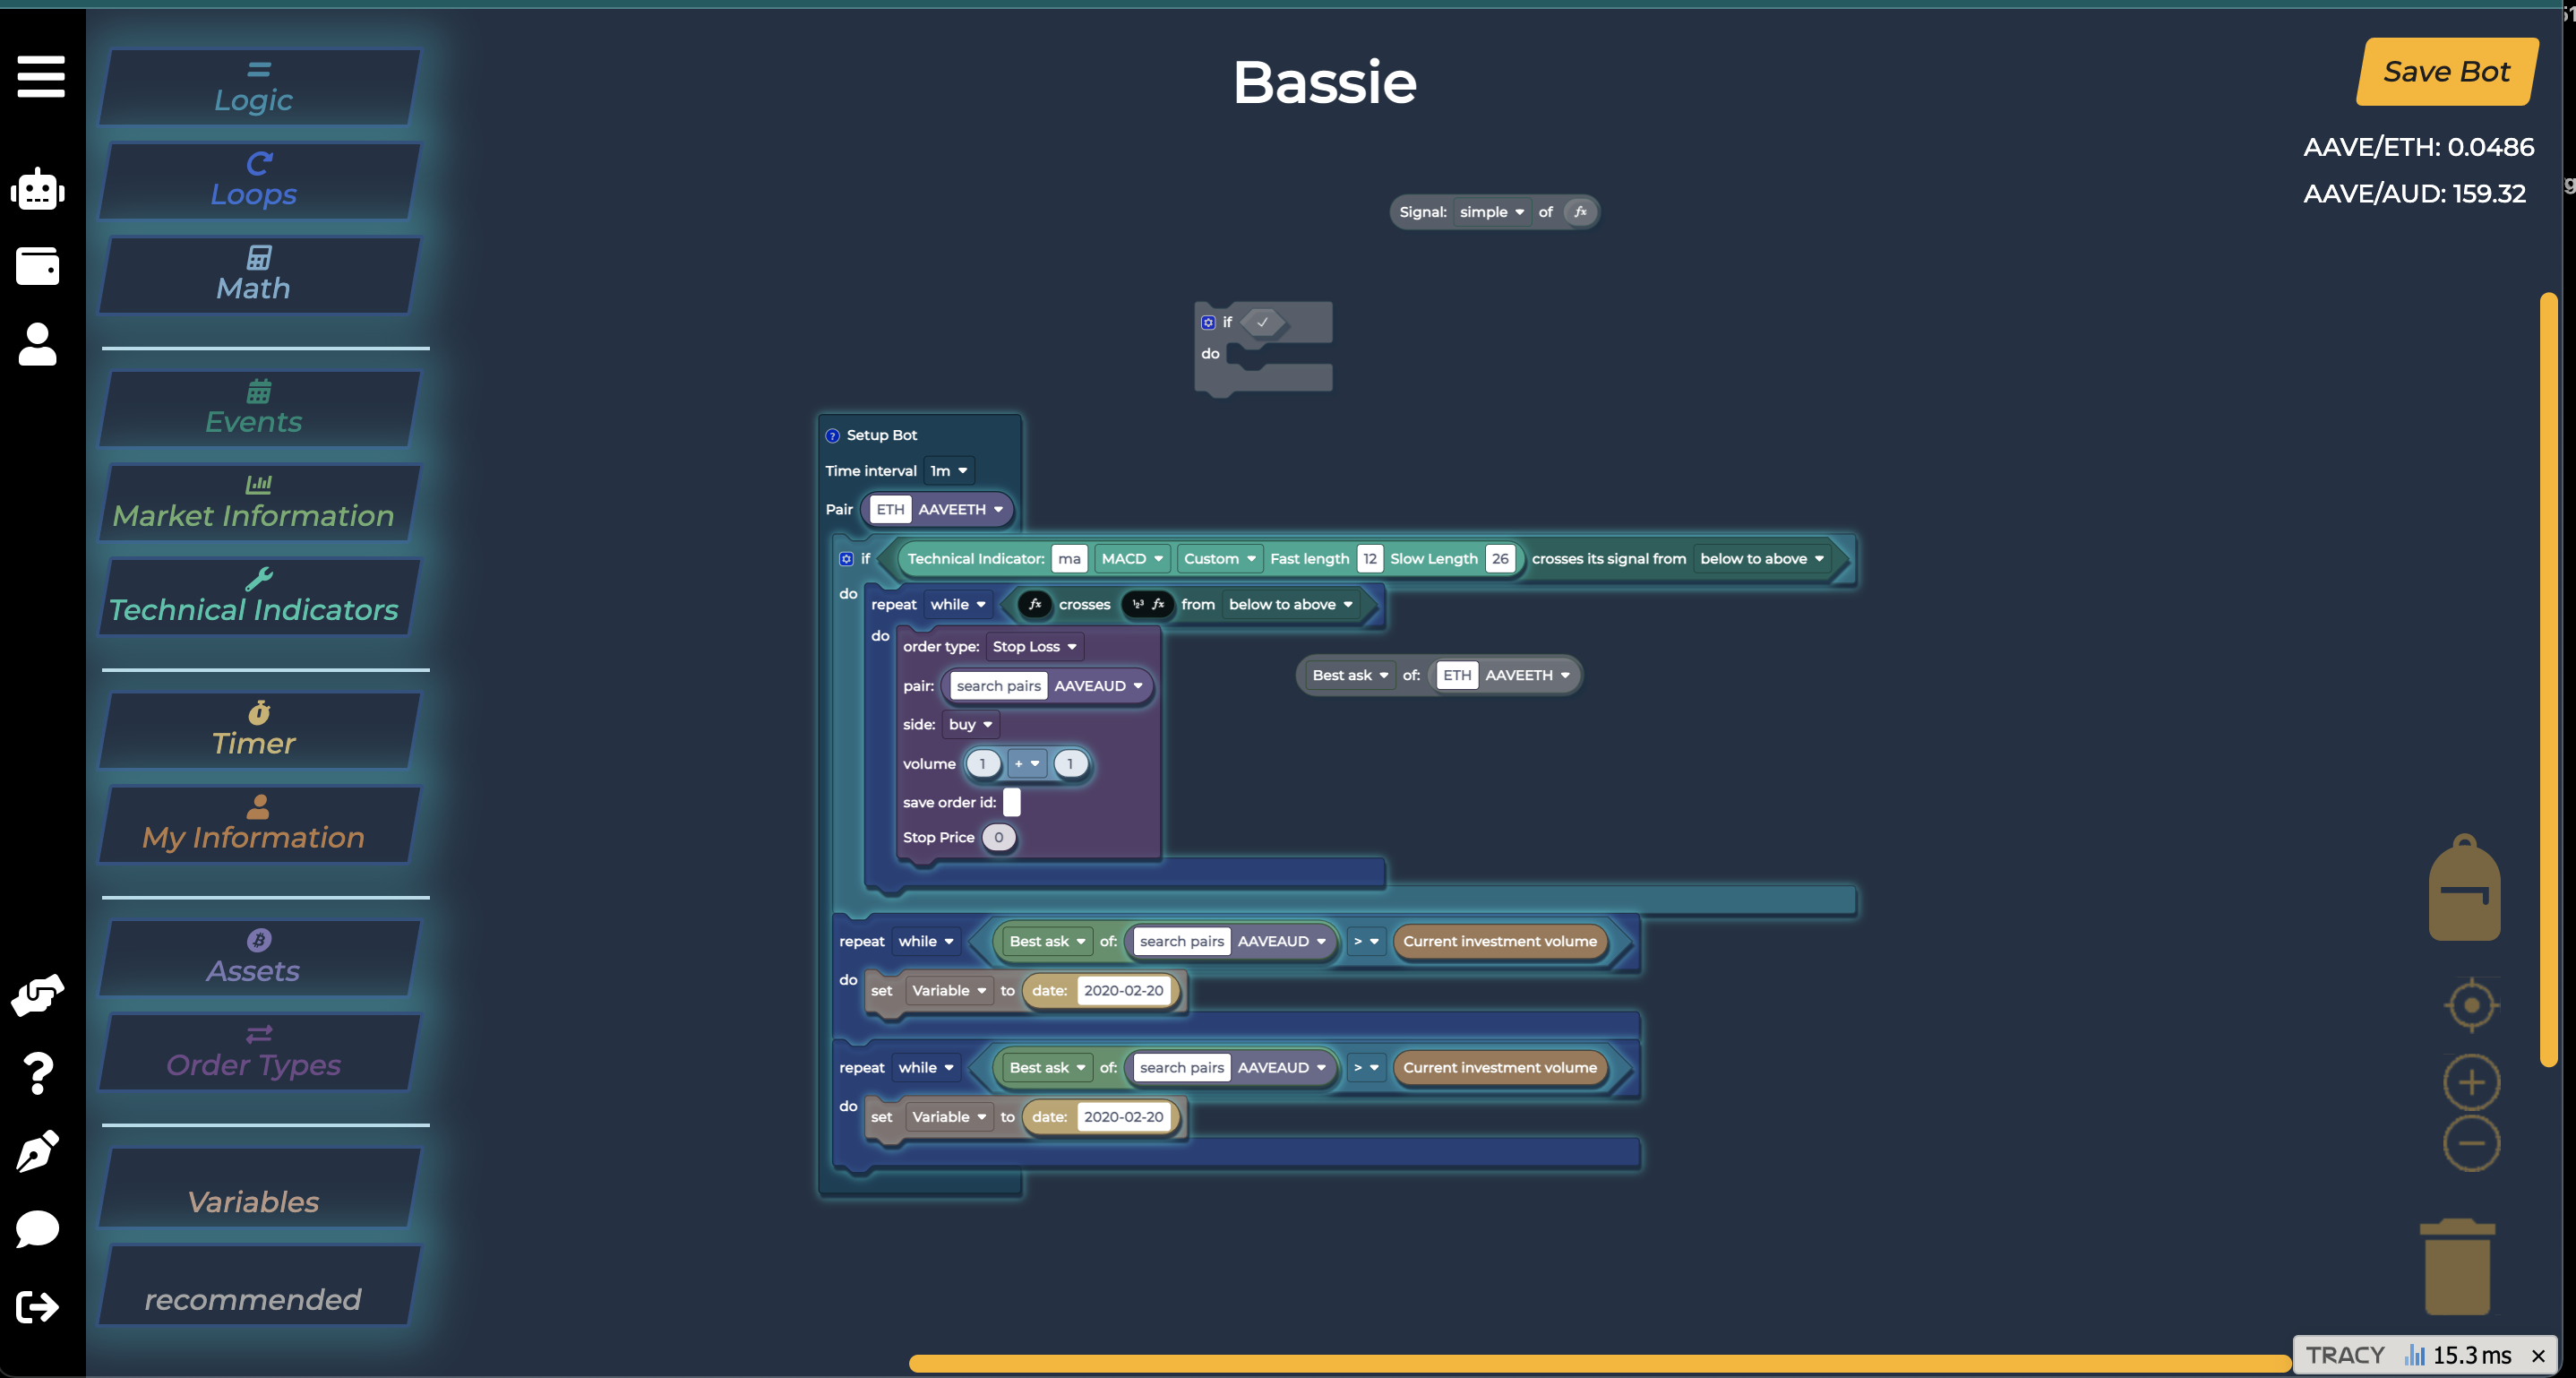 Bassie
Save Bot
AAVE/ETH: 0.0486
AAVE/AUD: 159.32
Logic
Loops
Math
Events
Market Information
Technical Indicators
Timer
My Information
Assets
Order Types
Variables
recommended
Signal: simple of fx
if
do
Setup Bot
Time interval 1m
Pair ETH AAVEETH
if Technical Indicator: ma MACD Custom Fast length 12 Slow Length 26 crosses its signal from below to above
do repeat while fx crosses 123 fx from below to above
do order type: Stop Loss
pair: search pairs AAVEAUD
Best ask of: ETH AAVEETH
side: buy
volume 1 + 1
save order id:
Stop Price 0
repeat while Best ask of: search pairs AAVEAUD > Current investment volume
do set Variable to date: 2020-02-20
repeat while Best ask of: search pairs AAVEAUD > Current investment volume
do set Variable to date: 2020-02-20
TRACY 15.3 ms ×